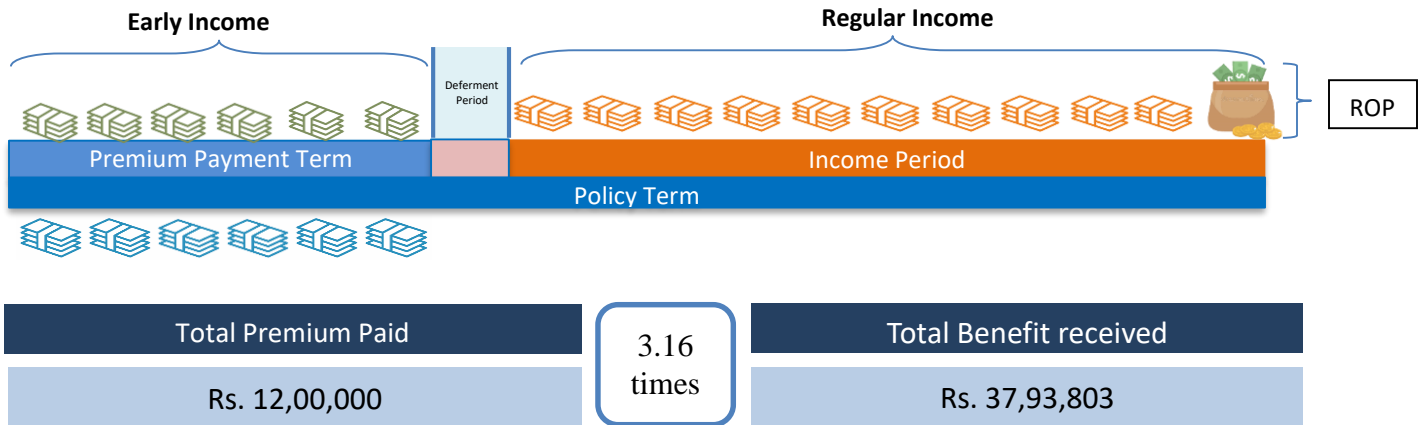 Early Income
Regular Income
Deferment
Period
ROP
Premium Payment Term
Income Period
Policy Term
Total Premium Paid
3.16
times
Total Benefit received
Rs. 12,00,000
Rs. 37,93,803